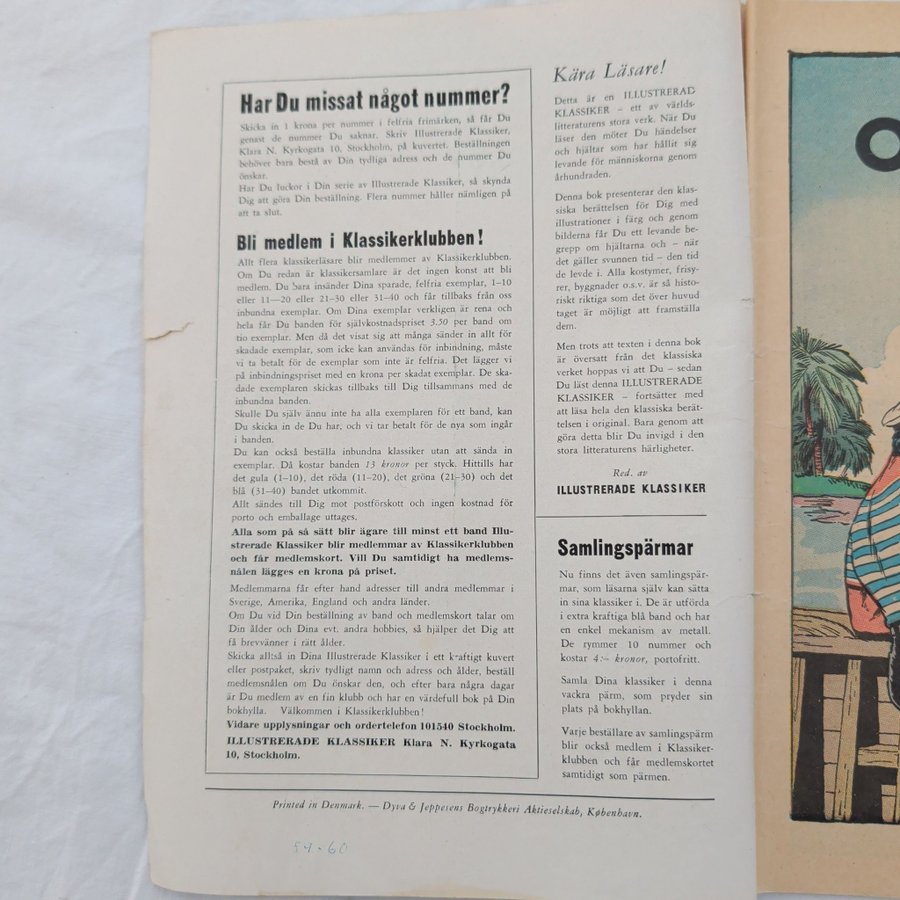 Har Du missat något nummer?
Skicka in 1 krona per nummer i felfria frimärken, så får Du
genast de nummer Du saknar. Skriv Illustrerade Klassiker,
Klara N. Kyrkogata 10, Stockholm, på kuvertet. Beställningen
behöver bara bestå av Din tydliga adress och de nummer Du
önskar.
Har Du luckor i Din serie av Illustrerade Klassiker, så skynda
Dig att göra Din beställning. Flera nummer håller nämligen på
att ta slut.
Bli medlem i Klassikerklubben!
Allt flera klassikerläsare blir medlemmer av Klassikerklubben.
Om Du redan är klassikersamlare är det ingen konst att bli
medlem. Du bara insänder Dina sparade, felfria exemplar, 1–10
eller 11—20 eller 21–30 eller 31–40 och får tillbaks från oss
inbundna exemplar. Om Dina exemplar verkligen är rena och
hela får Du banden för självkostnadspriset 3.50 per band om
tio exemplar. Men då det visat sig att många sänder in allt för
skadade exemplar, som icke kan användas för inbindning, måste
vi ta betalt för de exemplar som inte är felfria. Det lägger vi
på inbindningspriset med en krona per skadat exemplar. De ska-
dade exemplaren skickas tillbaks till Dig tillsammans med de
inbundna banden.
Skulle Du själv ännu inte ha alla exemplaren för ett band, kan
Du skicka in de Du har, och vi tar betalt för de nya som ingår
i banden.
Du kan också beställa inbundna klassiker utan att sända in
exemplar. Då kostar banden 13 kronor per styck. Hittills har
det gula (1–10), det röda (11–20), det gröna (21–30) och det
blå (31–40) bandet utkommit.
Allt sändes till Dig mot postförskott och ingen kostnad för
porto och emballage uttages.
Alla som på så sätt blir ägare till minst ett band Illu-
strerade Klassiker blir medlemmar av Klassikerklubben
och får medlemskort. Vill Du samtidigt ha medlems-
nålen lägges en krona på priset.
Medlemmarna får efter hand adresser till andra medlemmar i
Sverige, Amerika, England och andra länder.
Om Du vid Din beställning av band och medlemskort talar om
Din ålder och Dina evt. andra hobbies, så hjälper det Dig att
få brevvänner i rätt ålder.
Skicka alltså in Dina Illustrerade Klassiker i ett kraftigt kuvert
eller postpaket, skriv tydligt namn och adress och ålder, beställ
medlemsnålen om Du önskar den, och efter bara några dagar
är Du medlem av en fin klubb och har en värdefull bok på Din
bokhylla. Välkommen i Klassikerklubben!
Vidare upplysningar och ordertelefon 101540 Stockholm.
ILLUSTRERADE KLASSIKER Klara N. Kyrkogata
10, Stockholm.
Kära Läsare!
Detta är en ILLUSTRERAD
KLASSIKER – ett av världs-
litteraturens stora verk. När Du
läser den möter Du händelser
och hjältar som har hållit sig
levande för människorna genom
århundraden.
Denna bok presenterar den klas-
siska berättelsen för Dig med
illustrationer i färg och genom
bilderna får Du ett levande be-
grepp om hjältarna och – när
det gäller svunnen tid – den tid
de levde i. Alla kostymer, frisy-
rer, byggnader o.s.v. är så histo-
riskt riktiga som det över huvud
taget är möjligt att framställa
dem.
Men trots att texten i denna bok
är översatt från det klassiska
verket hoppas vi att Du – sedan
Du läst denna ILLUSTRERADE
KLASSIKER – fortsätter med
att läsa hela den klassiska berät-
telsen i original. Bara genom att
göra detta blir Du invigd i den
stora litteraturens härligheter.
Red. av
ILLUSTRERADE KLASSIKER
Samlingspärmar
Nu finns det även samlingspär-
mar, som läsarna själv kan sätta
in sina klassiker i. De är utförda
i extra kraftiga blå band och har
en enkel mekanism av metall.
De rymmer 10 nummer och
kostar 4:– kronor, portofritt.
Samla Dina klassiker i denna
vackra pärm, som pryder sin
plats på bokhyllan.
Varje beställare av samlingspärm
blir också medlem i Klassiker-
klubben och får medlemskortet
samtidigt som pärmen.
Printed in Denmark. — Dyva & Jeppesens Bogtrykkeri Aktieselskab, København.
59-60
O